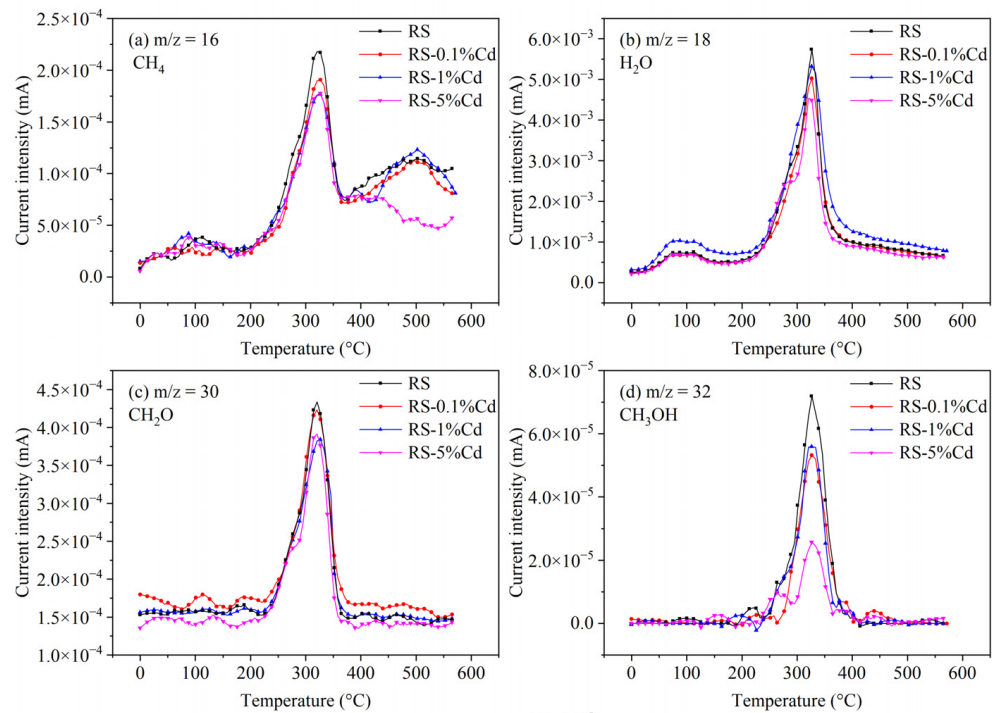 (a) m/z = 16
CH₄
RS
RS-0.1%Cd
RS-1%Cd
RS-5%Cd
2.5×10⁻⁴
2.0×10⁻⁴
1.5×10⁻⁴
1.0×10⁻⁴
5.0×10⁻⁵
0.0
Current intensity (mA)
0 100 200 300 400 500 600
Temperature (°C)
(b) m/z = 18
H₂O
RS
RS-0.1%Cd
RS-1%Cd
RS-5%Cd
6.0×10⁻³
5.0×10⁻³
4.0×10⁻³
3.0×10⁻³
2.0×10⁻³
1.0×10⁻³
0.0
Current intensity (mA)
0 100 200 300 400 500 600
Temperature (°C)
(c) m/z = 30
CH₂O
RS
RS-0.1%Cd
RS-1%Cd
RS-5%Cd
4.5×10⁻⁴
4.0×10⁻⁴
3.5×10⁻⁴
3.0×10⁻⁴
2.5×10⁻⁴
2.0×10⁻⁴
1.5×10⁻⁴
1.0×10⁻⁴
Current intensity (mA)
0 100 200 300 400 500 600
Temperature (°C)
(d) m/z = 32
CH₃OH
RS
RS-0.1%Cd
RS-1%Cd
RS-5%Cd
8.0×10⁻⁵
6.0×10⁻⁵
4.0×10⁻⁵
2.0×10⁻⁵
0.0
Current intensity (mA)
0 100 200 300 400 500 600
Temperature (°C)